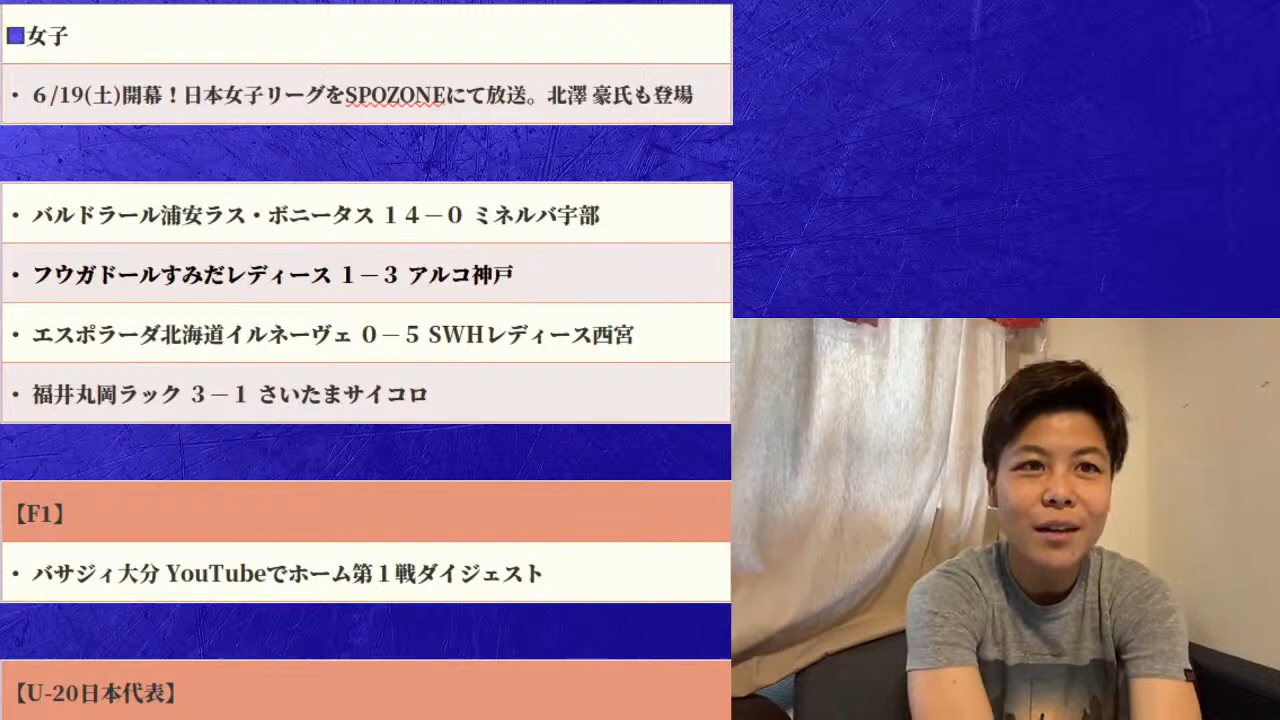 ■女子
・ 6/19(土)開幕！日本女子リーグをSPOZONEにて放送。北澤 豪氏も登場
・ バルドラール浦安ラス・ボニータス １４－０ ミネルバ宇部
・ フウガドールすみだレディース １－３ アルコ神戸
・ エスポラーダ北海道イルネーヴェ ０－５ SWHレディース西宮
・ 福井丸岡ラック ３－１ さいたまサイコロ
【F1】
・ バサジィ大分 YouTubeでホーム第１戦ダイジェスト
【U-20日本代表】